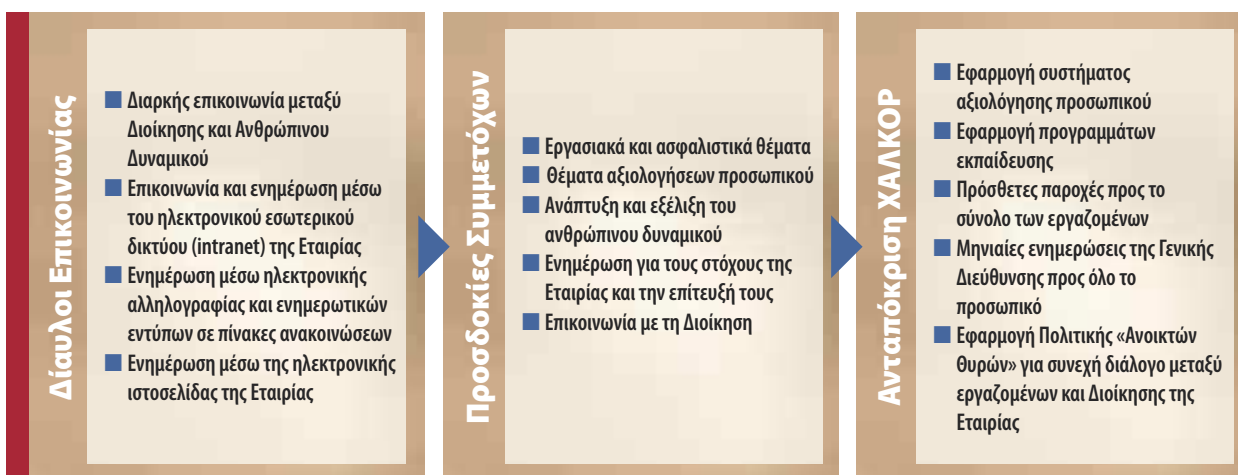 Δίαυλοι Επικοινωνίας
Διαρκής επικοινωνία μεταξύ
Διοίκησης και Ανθρώπινου
Δυναμικού
Επικοινωνία και ενημέρωση μέσω
του ηλεκτρονικού εσωτερικού
δικτύου (intranet) της Εταιρίας
Ενημέρωση μέσω ηλεκτρονικής
αλληλογραφίας και ενημερωτικών
εντύπων σε πίνακες ανακοινώσεων
Ενημέρωση μέσω της ηλεκτρονικής
ιστοσελίδας της Εταιρίας
Προσδοκίες Συμμετόχων
Εργασιακά και ασφαλιστικά θέματα
Θέματα αξιολογήσεων προσωπικού
Ανάπτυξη και εξέλιξη του
ανθρώπινου δυναμικού
Ενημέρωση για τους στόχους της
Εταιρίας και την επίτευξή τους
Επικοινωνία με τη Διοίκηση
Ανταπόκριση ΧΑΛΚΟΡ
Εφαρμογή συστήματος
αξιολόγησης προσωπικού
Εφαρμογή προγραμμάτων
εκπαίδευσης
Πρόσθετες παροχές προς το
σύνολο των εργαζομένων
Μηνιαίες ενημερώσεις της Γενικής
Διεύθυνσης προς όλο το
προσωπικό
Εφαρμογή Πολιτικής «Ανοικτών
Θυρών» για συνεχή διάλογο μεταξύ
εργαζομένων και Διοίκησης της
Εταιρίας